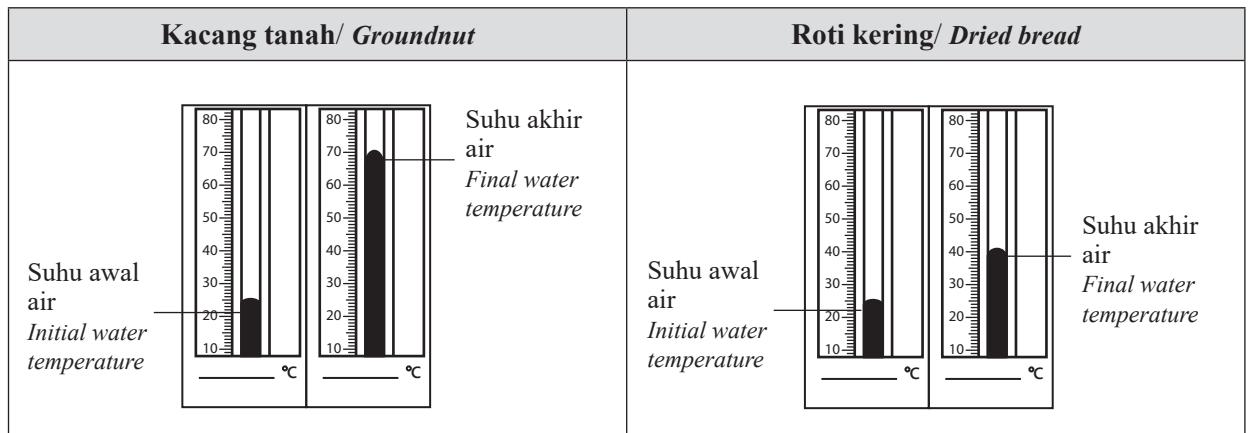 Kacang tanah/ Groundnut
Roti kering/ Dried bread
80
70
60
50
40
30
20
10
°C
80
70
60
50
40
30
20
10
°C
Suhu awal
air
Initial water
temperature
Suhu akhir
air
Final water
temperature
80
70
60
50
40
30
20
10
°C
80
70
60
50
40
30
20
10
°C
Suhu awal
air
Initial water
temperature
Suhu akhir
air
Final water
temperature